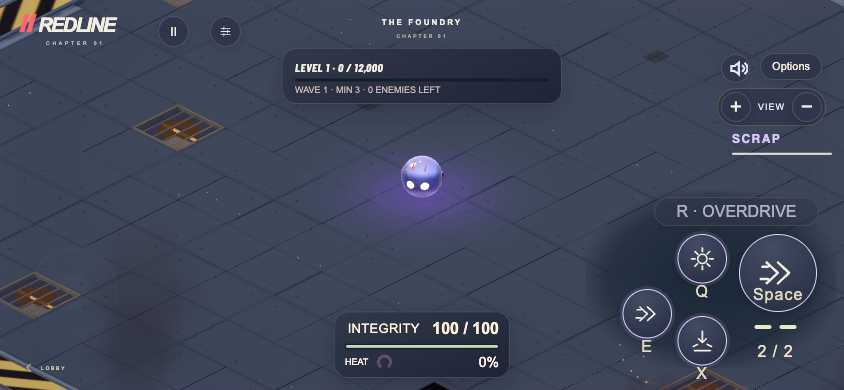 REDLINE
CHAPTER 01
THE FOUNDRY
CHAPTER 01
LEVEL 1 · 0 / 12,000
WAVE 1 · MIN 3 · 0 ENEMIES LEFT
Options
+ VIEW −
SCRAP
R · OVERDRIVE
Q
Space
E
2 / 2
X
INTEGRITY 100 / 100
HEAT 0%
LOBBY